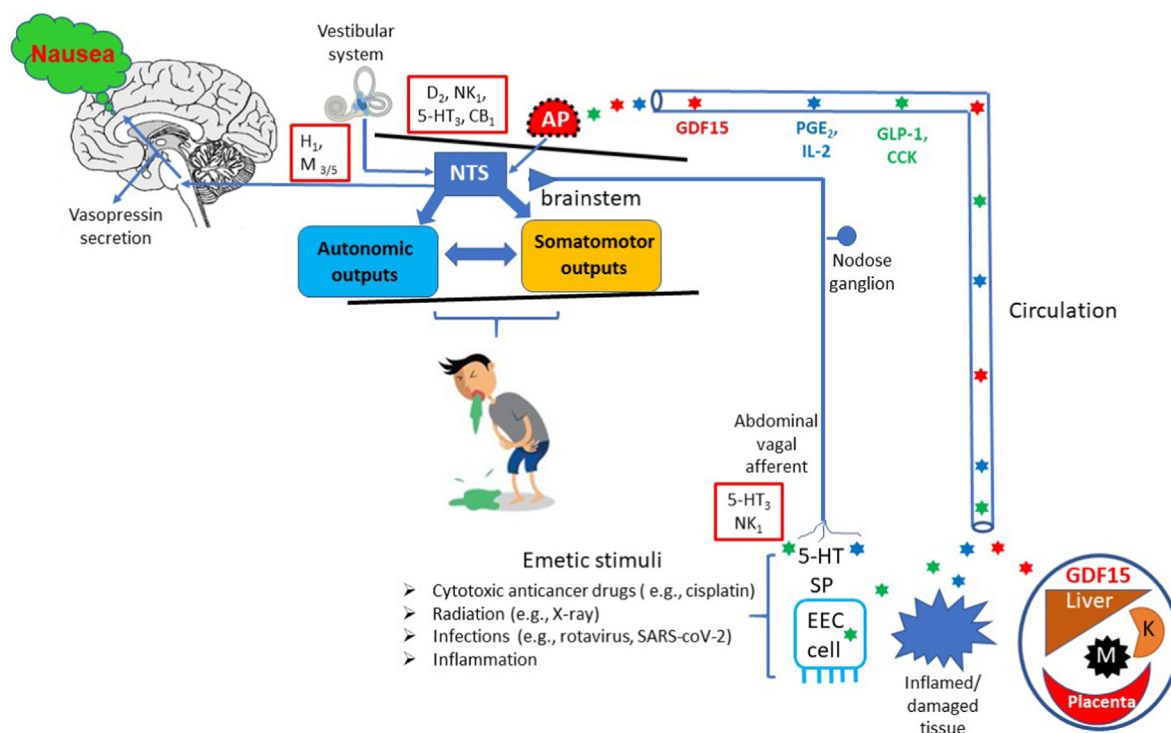 Nausea
Vestibular
system
D2, NK1,
5-HT3, CB1
AP
GDF15
PGE2,
IL-2
GLP-1,
CCK
H1,
M 3/5
NTS
Vasopressin
secretion
brainstem
Autonomic
outputs
Somatomotor
outputs
Nodose
ganglion
Circulation
Abdominal
vagal
afferent
5-HT3
NK1
Emetic stimuli
➢ Cytotoxic anticancer drugs ( e.g., cisplatin)
➢ Radiation (e.g., X-ray)
➢ Infections (e.g., rotavirus, SARS-coV-2)
➢ Inflammation
5-HT
SP
EEC
cell
Inflamed/
damaged
tissue
GDF15
Liver
K
M
Placenta